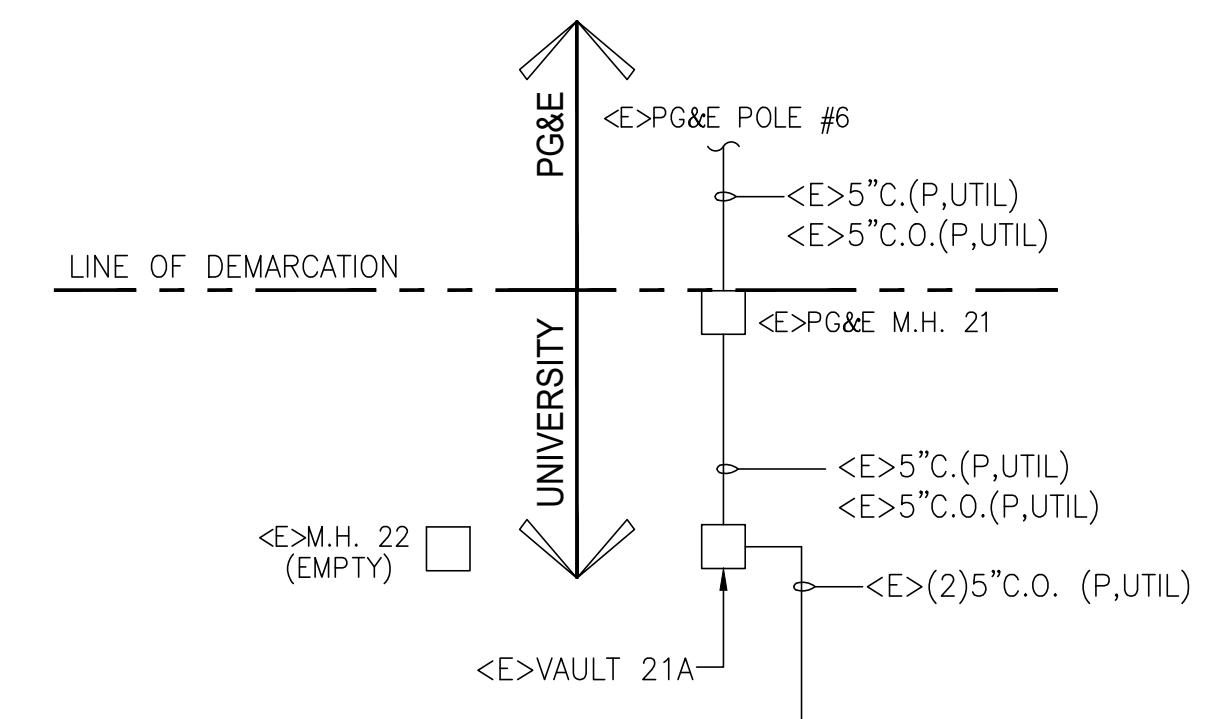 PG&E
<E>PG&E POLE #6
<E>5”C.(P,UTIL)
<E>5”C.O.(P,UTIL)
LINE OF DEMARCATION
UNIVERSITY
<E>PG&E M.H. 21
<E>5”C.(P,UTIL)
<E>5”C.O.(P,UTIL)
<E>M.H. 22
(EMPTY)
<E>(2)5”C.O. (P,UTIL)
<E>VAULT 21A